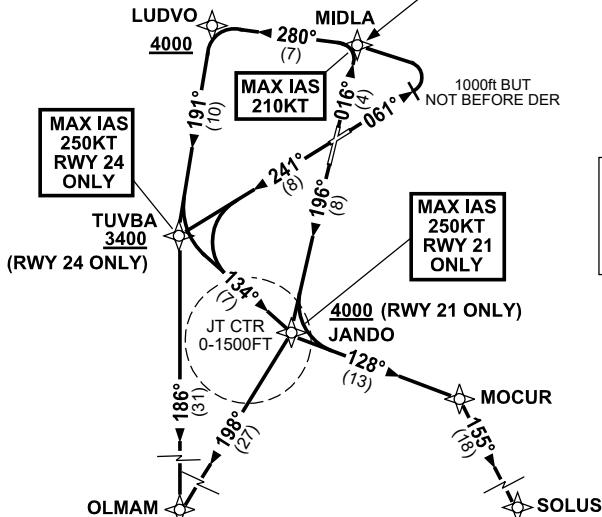 LUDVO
4000
MIDLA
280°
(7)
MAX IAS
210KT
016°
(4)
061°
1000ft BUT
NOT BEFORE DER
191°
(10)
MAX IAS
250KT
RWY 24
ONLY
241°
(8)
196°
(8)
TUVBA
3400
(RWY 24 ONLY)
MAX IAS
250KT
RWY 21
ONLY
134°
(7)
JT CTR
0-1500FT
4000 (RWY 21 ONLY)
JANDO
128°
(13)
MOCUR
186°
(31)
198°
(27)
155°
(18)
OLMAM
SOLUS